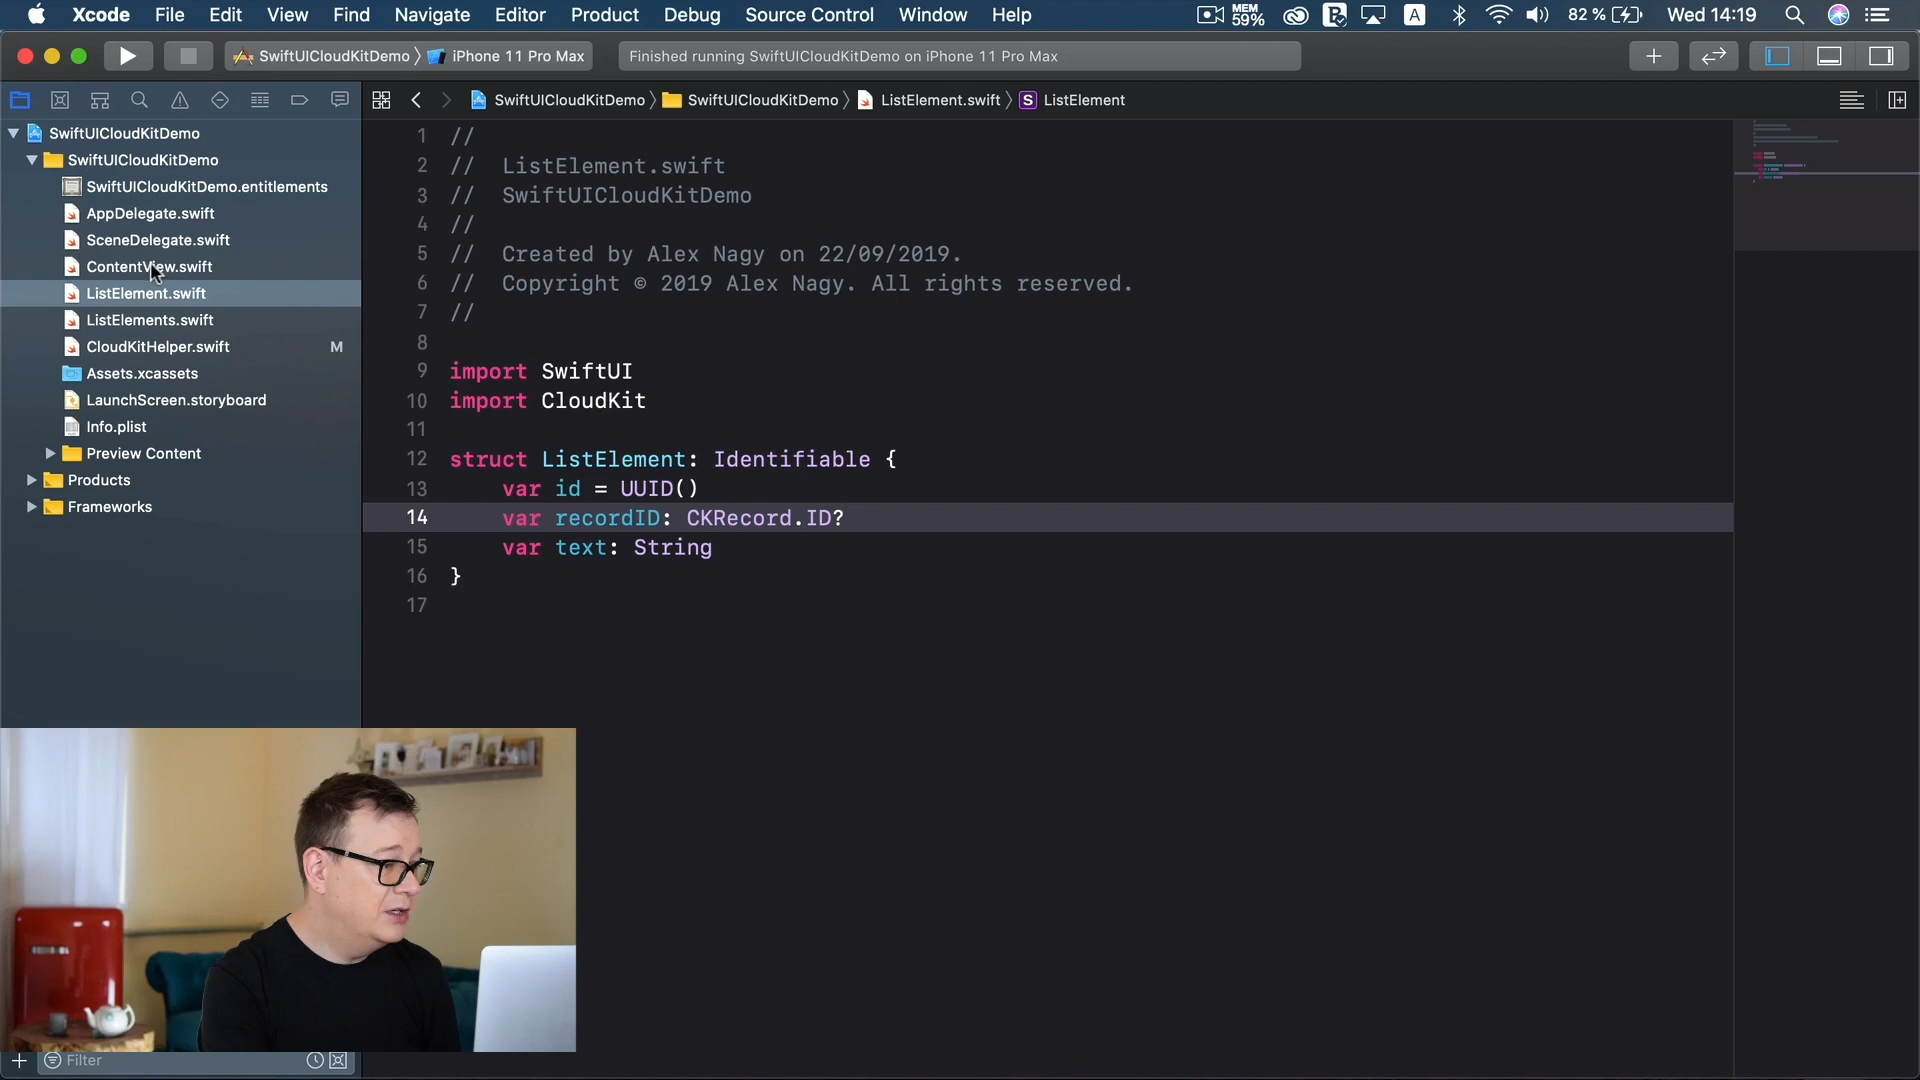 Xcode File Edit View Find Navigate Editor Product Debug Source Control Window Help MEM 59% A 82 % Wed 14:19
SwiftUICloudKitDemo iPhone 11 Pro Max Finished running SwiftUICloudKitDemo on iPhone 11 Pro Max
SwiftUICloudKitDemo SwiftUICloudKitDemo ListElement.swift S ListElement
SwiftUICloudKitDemo
SwiftUICloudKitDemo
SwiftUICloudKitDemo.entitlements
AppDelegate.swift
SceneDelegate.swift
ContentView.swift
ListElement.swift
ListElements.swift
CloudKitHelper.swift M
Assets.xcassets
LaunchScreen.storyboard
Info.plist
Preview Content
Products
Frameworks
Filter
1 //
2 // ListElement.swift
3 // SwiftUICloudKitDemo
4 //
5 // Created by Alex Nagy on 22/09/2019.
6 // Copyright © 2019 Alex Nagy. All rights reserved.
7 //
8
9 import SwiftUI
10 import CloudKit
11
12 struct ListElement: Identifiable {
13 var id = UUID()
14 var recordID: CKRecord.ID?
15 var text: String
16 }
17